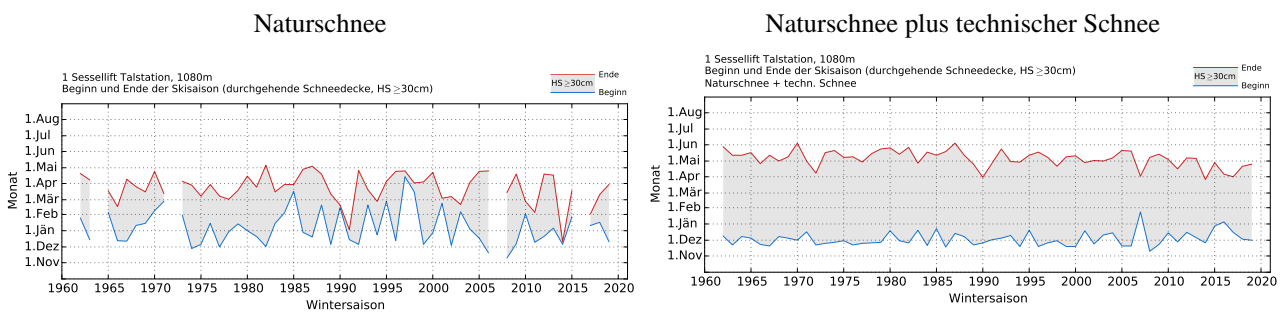 Naturschnee
1 Sessellift Talstation, 1080m
Beginn und Ende der Skisaison (durchgehende Schneedecke, HS ≥30cm)
Ende
HS ≥30cm
Beginn
Monat
1.Aug
1.Jul
1.Jun
1.Mai
1.Apr
1.Mär
1.Feb
1.Jän
1.Dez
1.Nov
1960 1965 1970 1975 1980 1985 1990 1995 2000 2005 2010 2015 2020
Wintersaison
Naturschnee plus technischer Schnee
1 Sessellift Talstation, 1080m
Beginn und Ende der Skisaison (durchgehende Schneedecke, HS ≥30cm)
Naturschnee + techn. Schnee
Ende
HS ≥30cm
Beginn
Monat
1.Aug
1.Jul
1.Jun
1.Mai
1.Apr
1.Mär
1.Feb
1.Jän
1.Dez
1.Nov
1960 1965 1970 1975 1980 1985 1990 1995 2000 2005 2010 2015 2020
Wintersaison